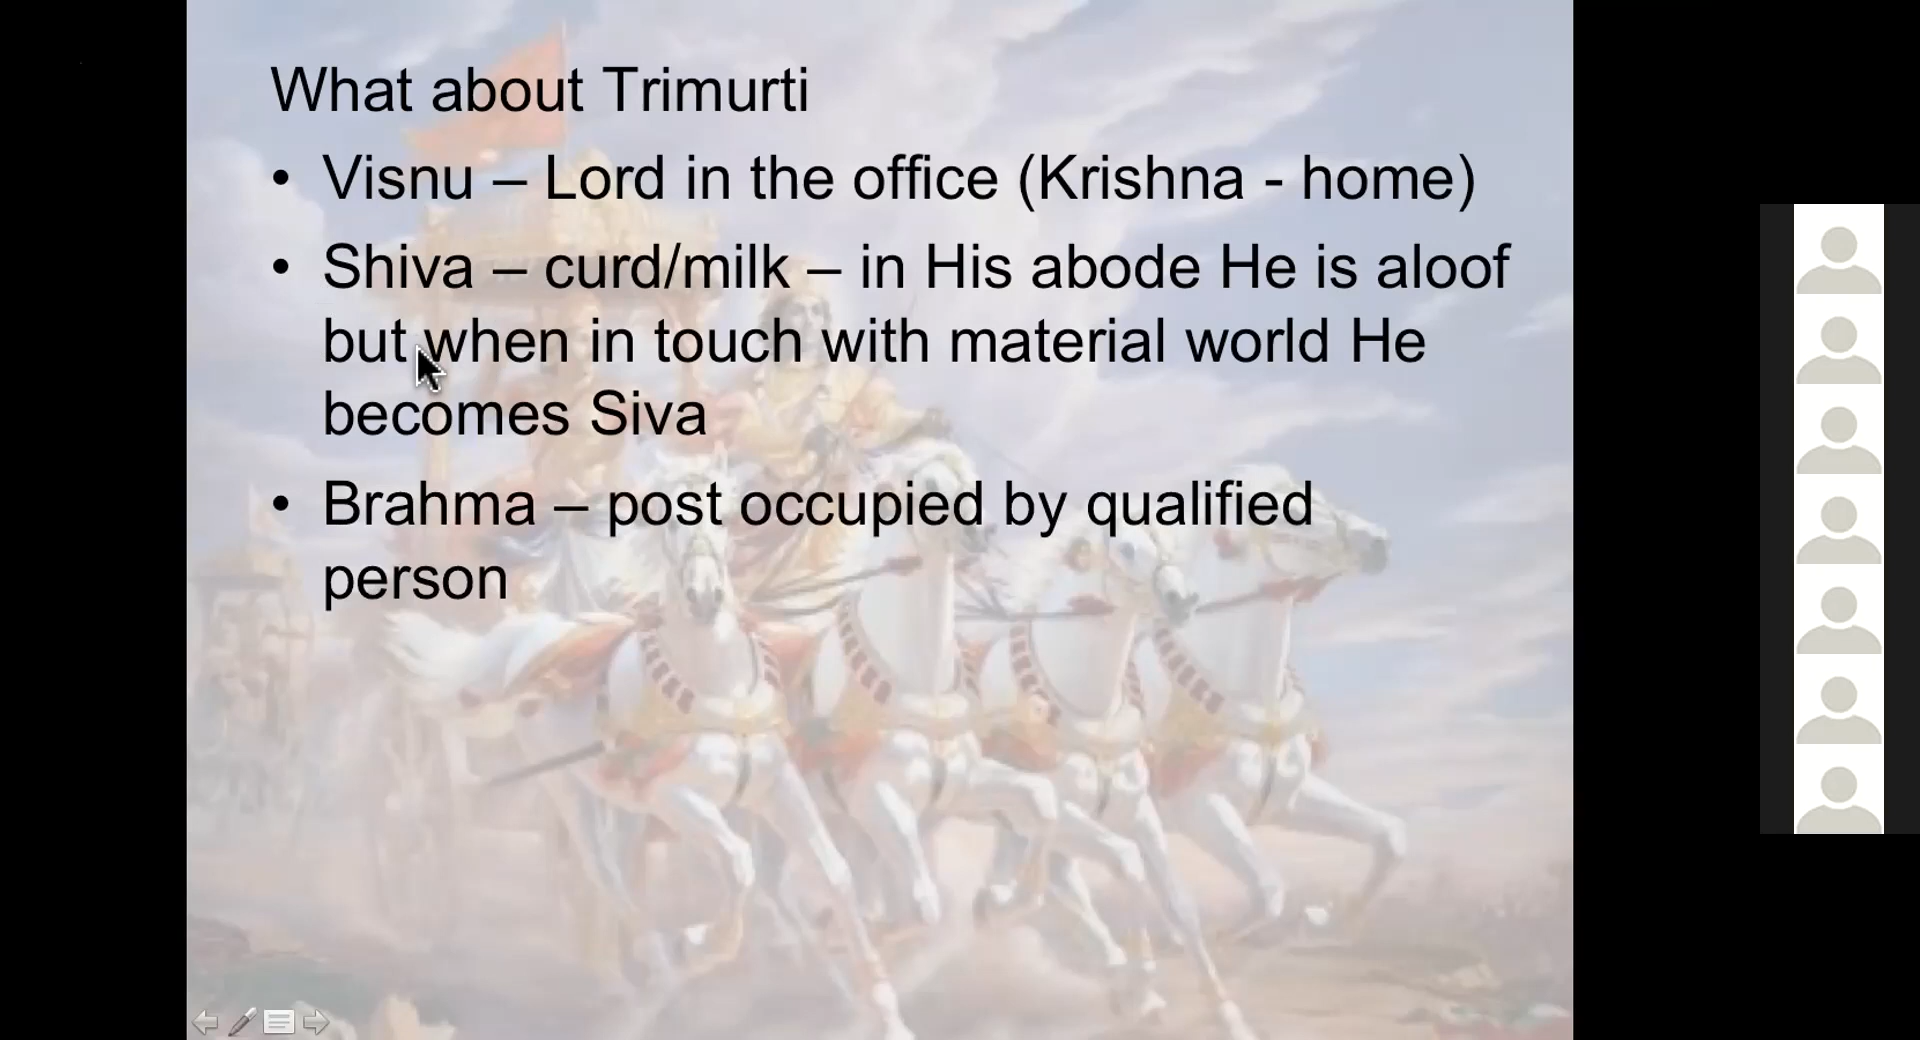 What about Trimurti
• Visnu – Lord in the office (Krishna - home)
• Shiva – curd/milk – in His abode He is aloof
but when in touch with material world He
becomes Siva
• Brahma – post occupied by qualified
person